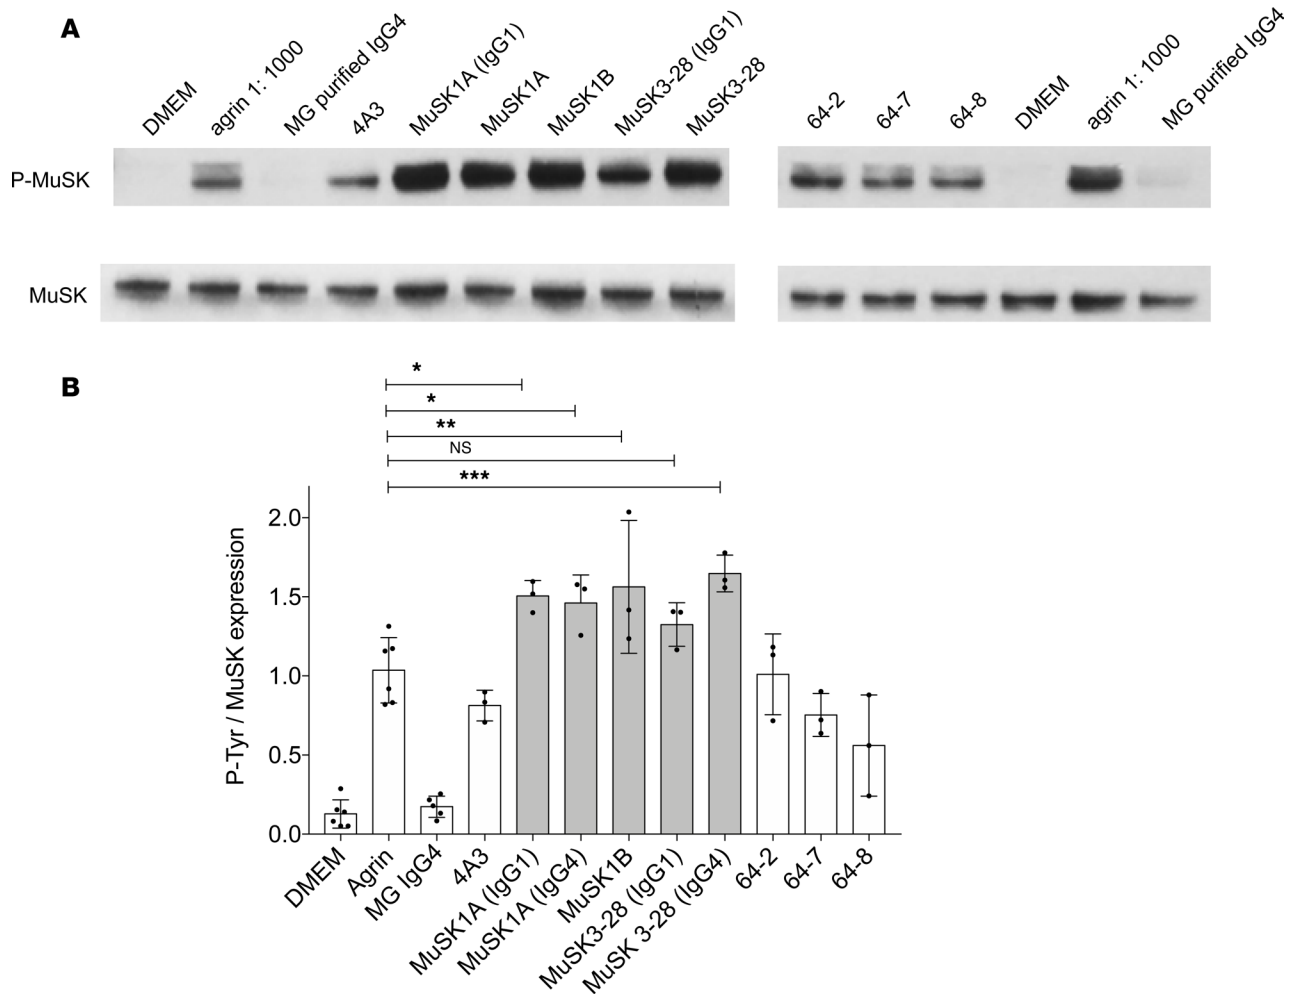 A
DMEM
agrin 1: 1000
MG purified IgG4
4A3
MuSK1A (IgG1)
MuSK1A
MuSK1B
MuSK3-28 (IgG1)
MuSK3-28
64-2
64-7
64-8
DMEM
agrin 1: 1000
MG purified IgG4
P-MuSK
MuSK
B
*
*
**
NS
***
P-Tyr / MuSK expression
2.0
1.5
1.0
0.5
0.0
DMEM
Agrin
MG IgG4
4A3
MuSK1A (IgG1)
MuSK1A (IgG4)
MuSK1B
MuSK3-28 (IgG1)
MuSK 3-28 (IgG4)
64-2
64-7
64-8